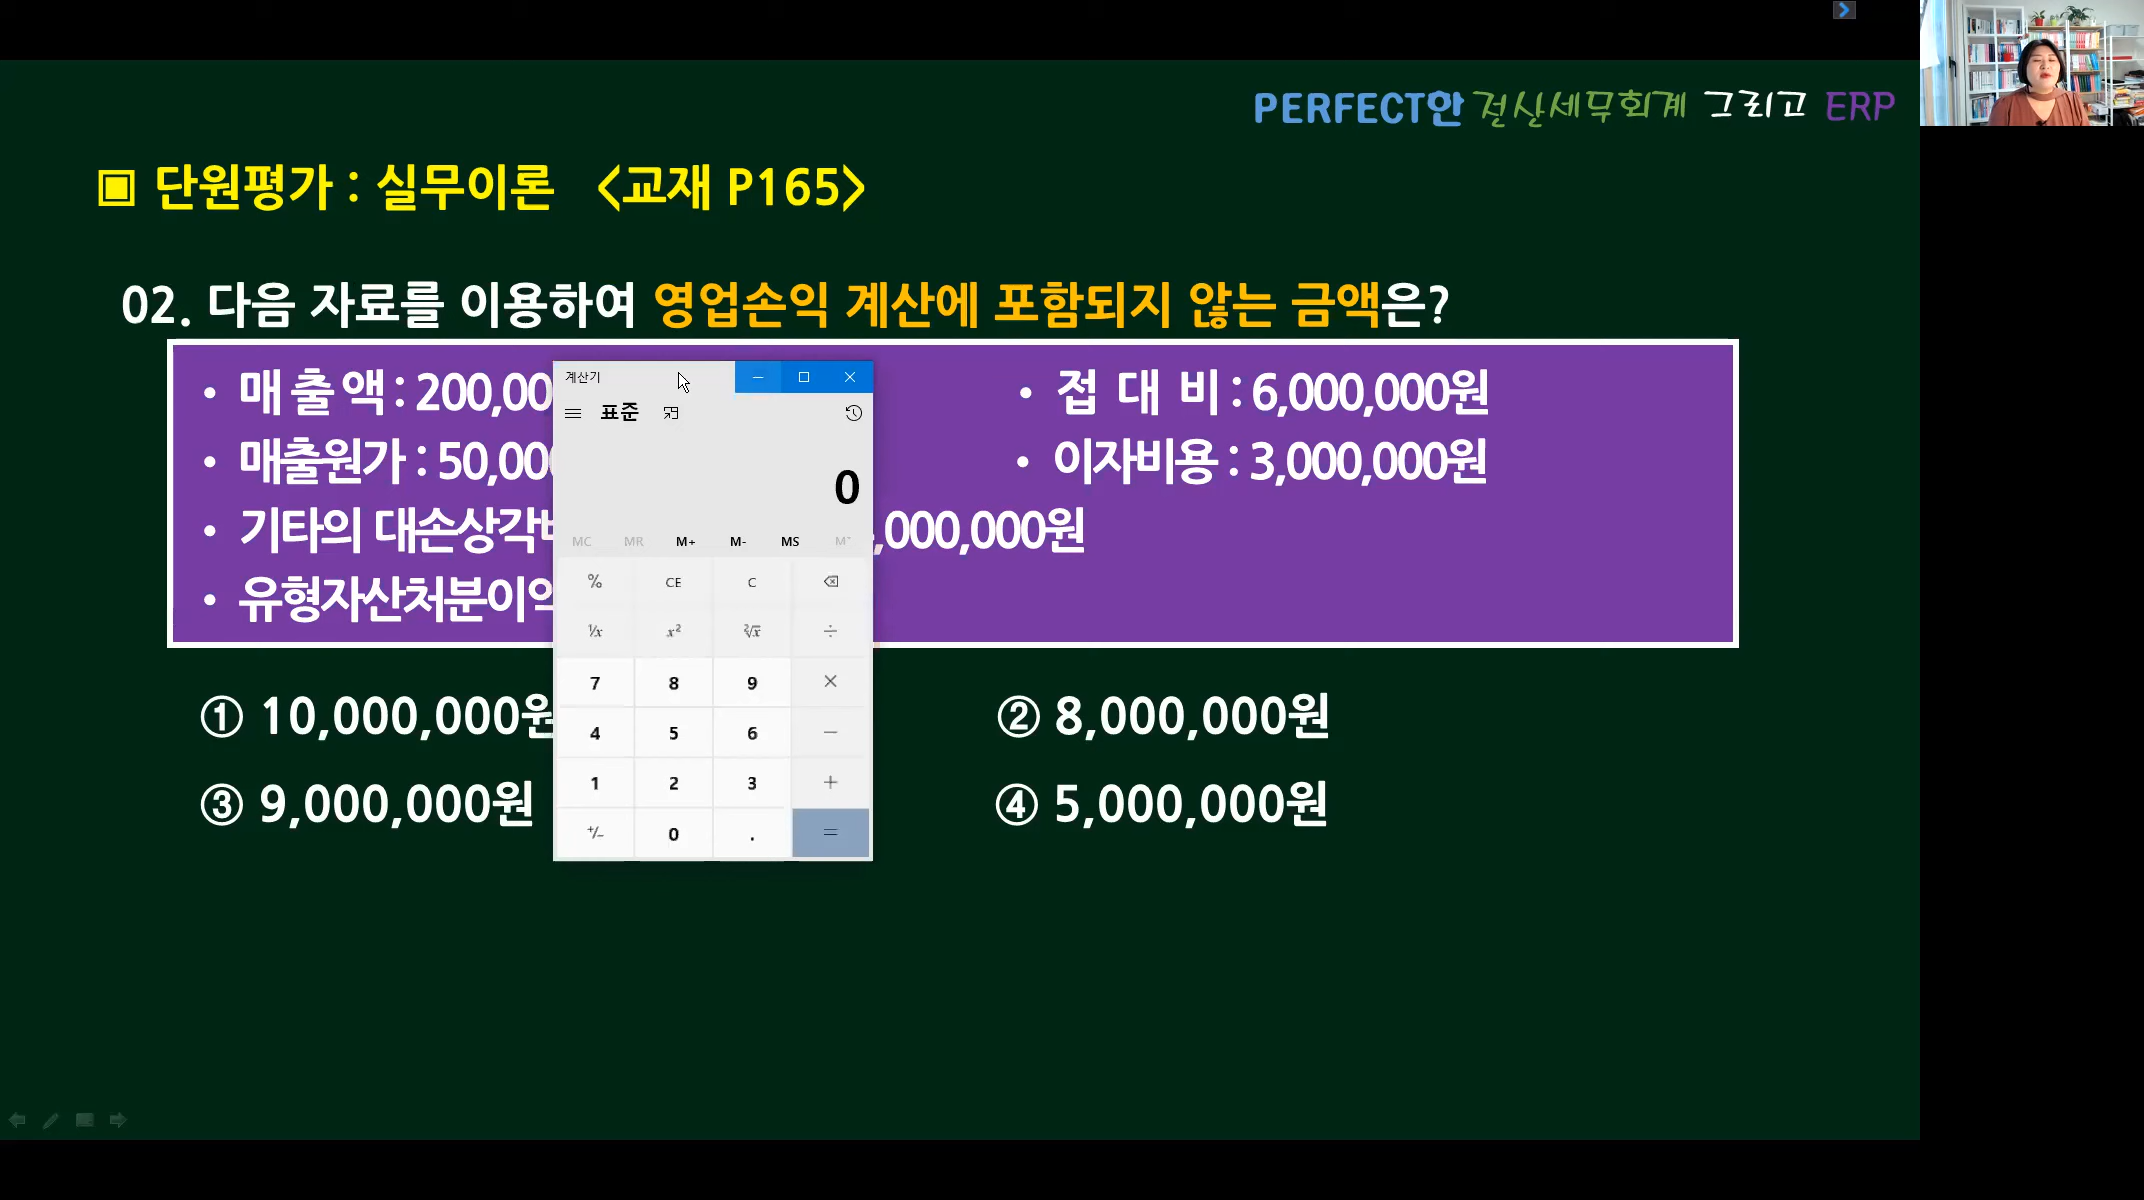 PERFECT한 전산세무회계 그리고 ERP
▣ 단원평가 : 실무이론 <교재 P165>
02. 다음 자료를 이용하여 영업손익 계산에 포함되지 않는 금액은?
• 매 출 액 : 200,00
• 접 대 비 : 6,000,000원
• 매출원가 : 50,00
• 이자비용 : 3,000,000원
• 기타의 대손상각 ,000,000원
• 유형자산처분이
① 10,000,000원
② 8,000,000원
③ 9,000,000원
④ 5,000,000원
계산기
표준
0
MC MR M+ M- MS M˅
% CE C
¹/x x² ²√x ÷
7 8 9 ×
4 5 6 −
1 2 3 +
+/− 0 . =